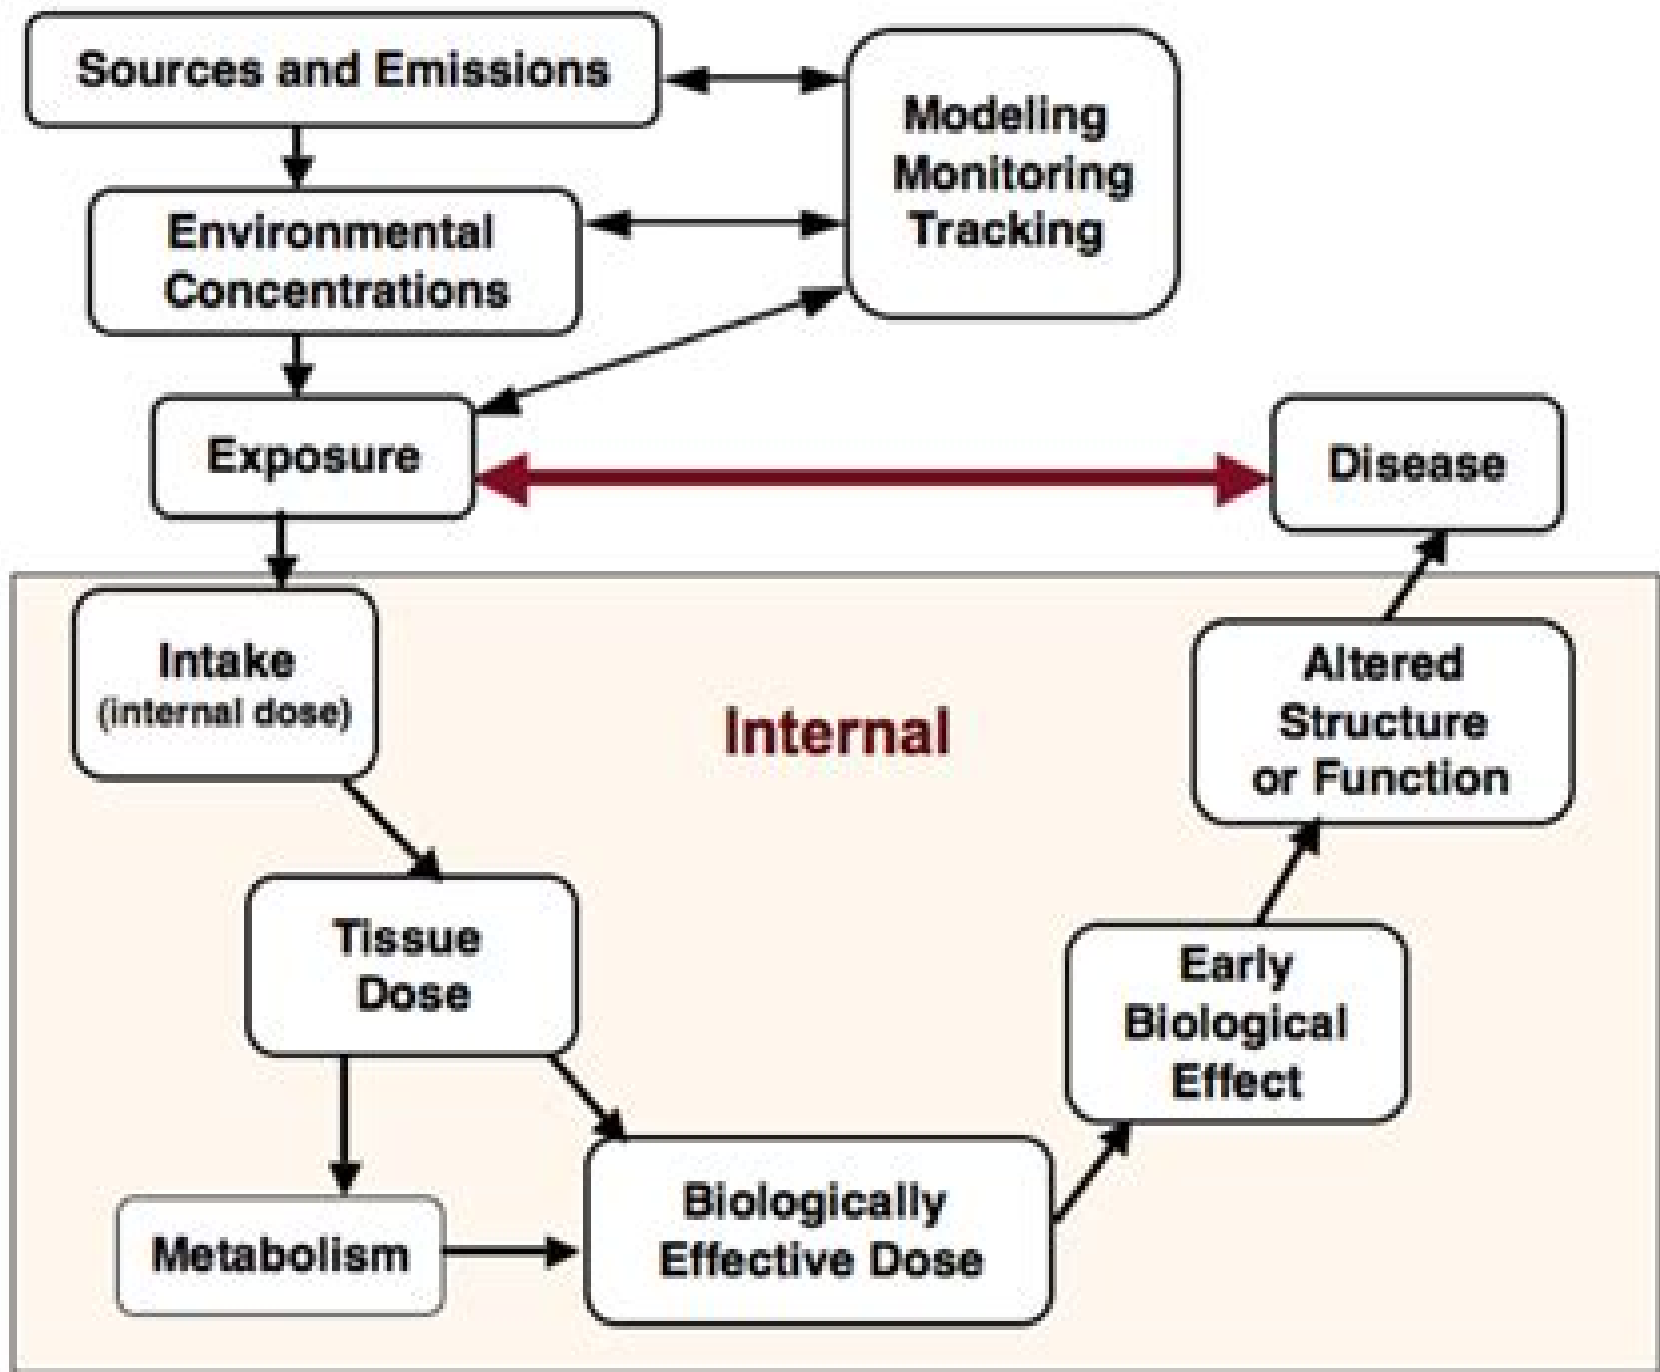 Sources and Emissions
Modeling
Monitoring
Tracking
Environmental
Concentrations
Exposure
Disease
Intake
(internal dose)
Internal
Altered
Structure
or Function
Tissue
Dose
Early
Biological
Effect
Metabolism
Biologically
Effective Dose